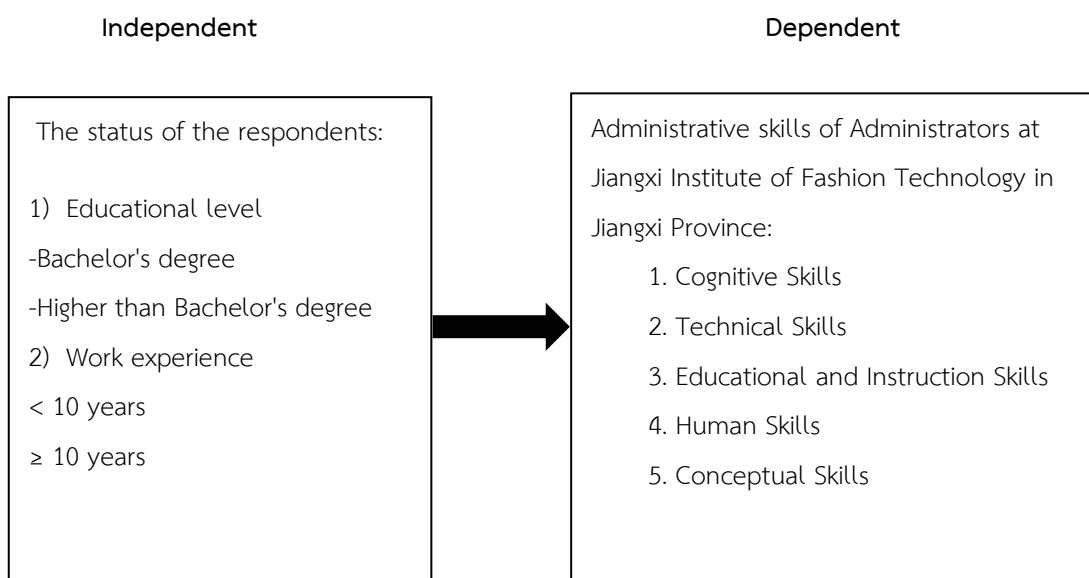 Independent
Dependent
The status of the respondents:
1) Educational level
-Bachelor's degree
-Higher than Bachelor's degree
2) Work experience
< 10 years
≥ 10 years
Administrative skills of Administrators at
Jiangxi Institute of Fashion Technology in
Jiangxi Province:
1. Cognitive Skills
2. Technical Skills
3. Educational and Instruction Skills
4. Human Skills
5. Conceptual Skills